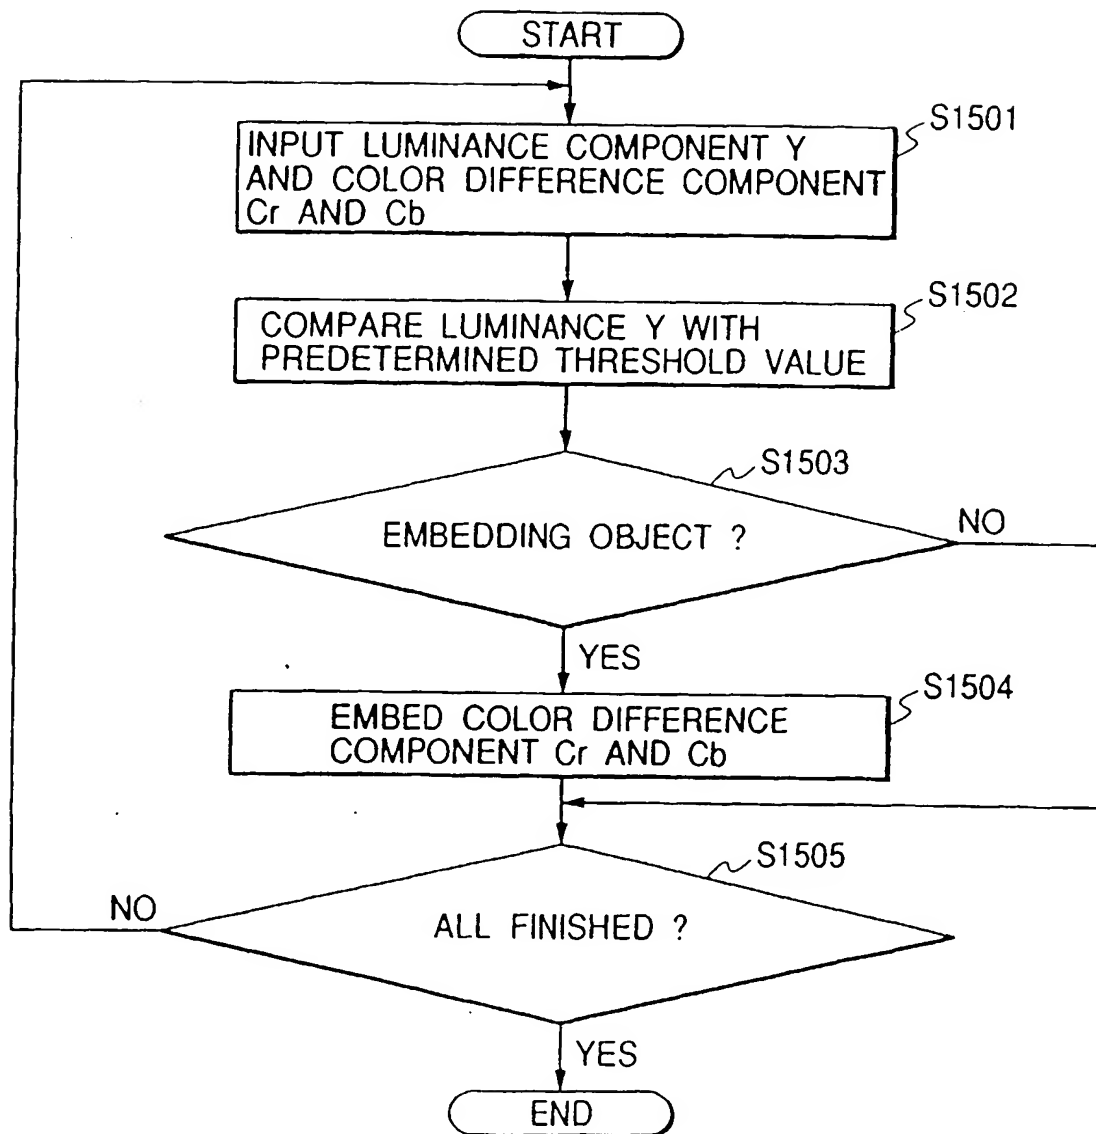 START
S1501
INPUT LUMINANCE COMPONENT Y
AND COLOR DIFFERENCE COMPONENT
Cr AND Cb
S1502
COMPARE LUMINANCE Y WITH
PREDETERMINED THRESHOLD VALUE
S1503
EMBEDDING OBJECT ?
NO
YES
S1504
EMBED COLOR DIFFERENCE
COMPONENT Cr AND Cb
S1505
NO
ALL FINISHED ?
YES
END